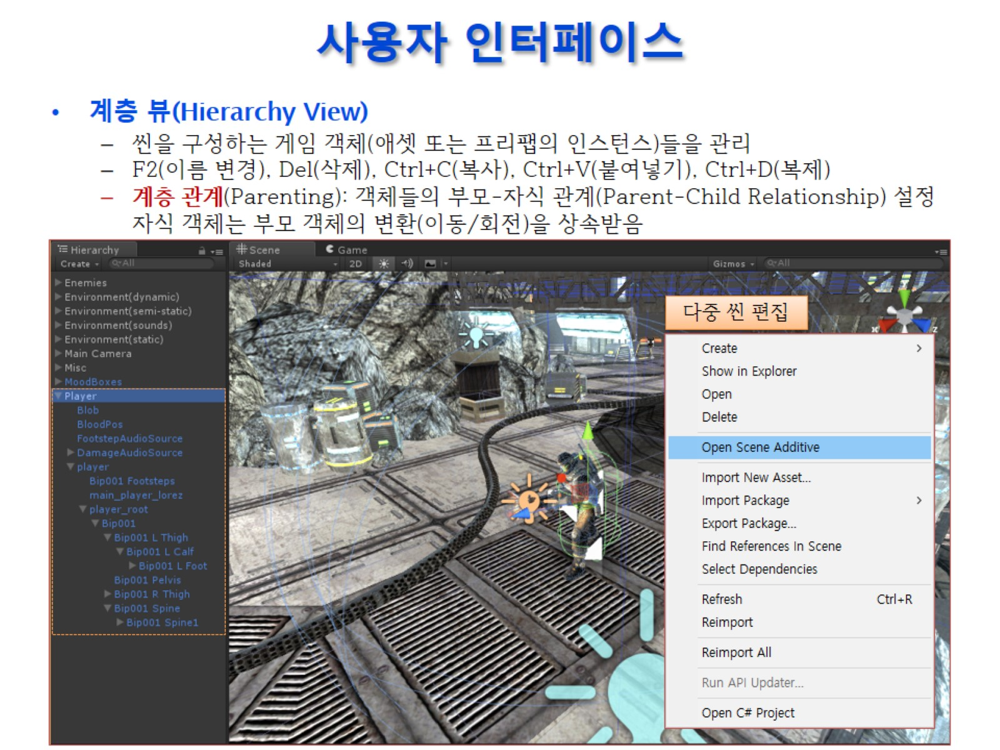 사용자 인터페이스
• 계층 뷰(Hierarchy View)
– 씬을 구성하는 게임 객체(애셋 또는 프리팹의 인스턴스)들을 관리
– F2(이름 변경), Del(삭제), Ctrl+C(복사), Ctrl+V(붙여넣기), Ctrl+D(복제)
– 계층 관계(Parenting): 객체들의 부모-자식 관계(Parent-Child Relationship) 설정
자식 객체는 부모 객체의 변환(이동/회전)을 상속받음
Hierarchy
Create
All
Enemies
Environment(dynamic)
Environment(semi-static)
Environment(sounds)
Environment(static)
Main Camera
Misc
MoodBoxes
Player
Blob
BloodPos
FootstepAudioSource
DamageAudioSource
player
Bip001 Footsteps
main_player_lorez
player_root
Bip001
Bip001 L Thigh
Bip001 L Calf
Bip001 L Foot
Bip001 Pelvis
Bip001 R Thigh
Bip001 Spine
Bip001 Spine1
Scene
Game
Shaded
2D
Gizmos
All
x
z
다중 씬 편집
Create
Show in Explorer
Open
Delete
Open Scene Additive
Import New Asset...
Import Package
Export Package...
Find References In Scene
Select Dependencies
Refresh Ctrl+R
Reimport
Reimport All
Run API Updater...
Open C# Project